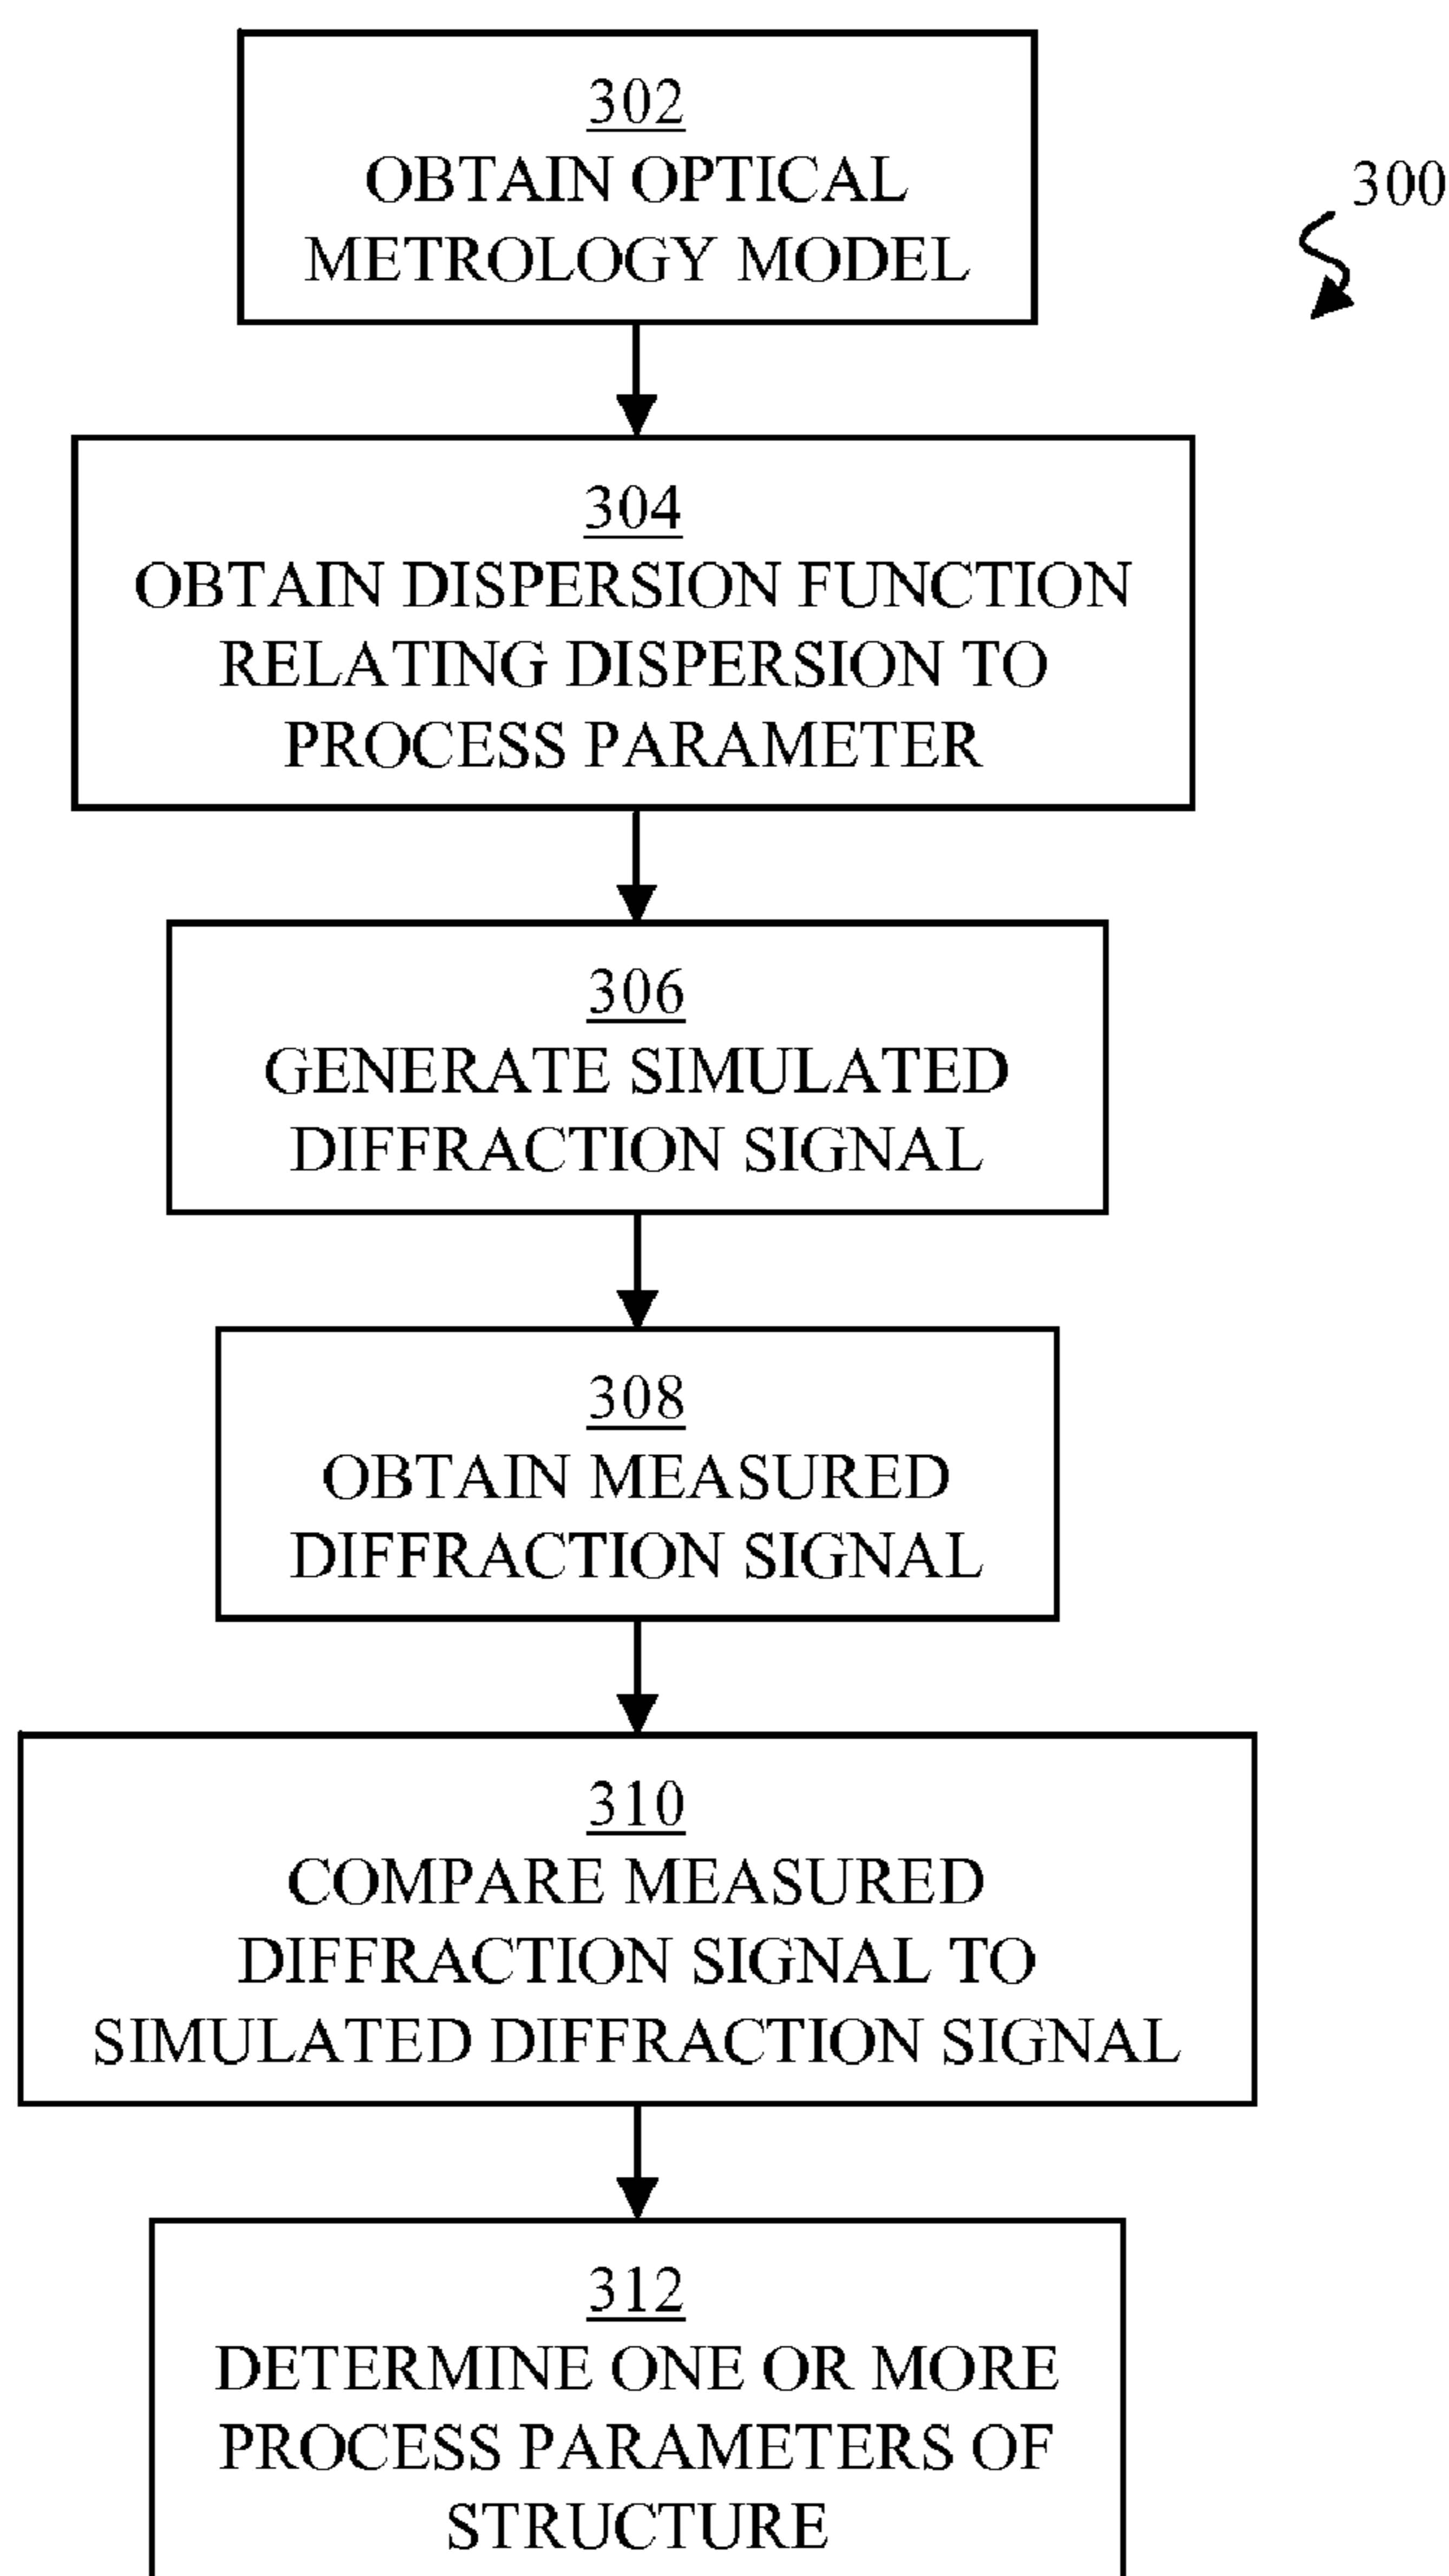 302
OBTAIN OPTICAL
METROLOGY MODEL
300
304
OBTAIN DISPERSION FUNCTION
RELATING DISPERSION TO
PROCESS PARAMETER
306
GENERATE SIMULATED
DIFFRACTION SIGNAL
308
OBTAIN MEASURED
DIFFRACTION SIGNAL
310
COMPARE MEASURED
DIFFRACTION SIGNAL TO
SIMULATED DIFFRACTION SIGNAL
312
DETERMINE ONE OR MORE
PROCESS PARAMETERS OF
STRUCTURE